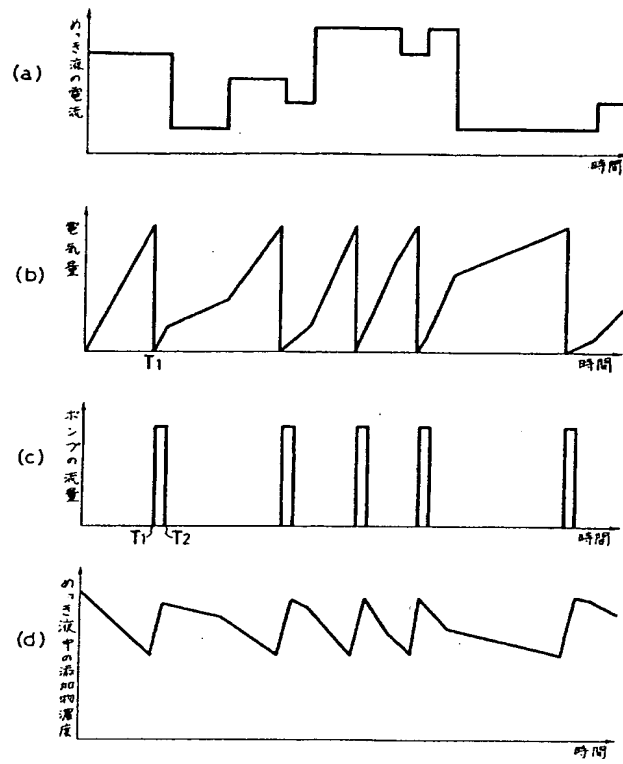 (a)
めっき液の電流
時間
(b)
電気量
T1
時間
(c)
ポンプの流量
T1
T2
時間
(d)
めっき液中の添加物濃度
時間